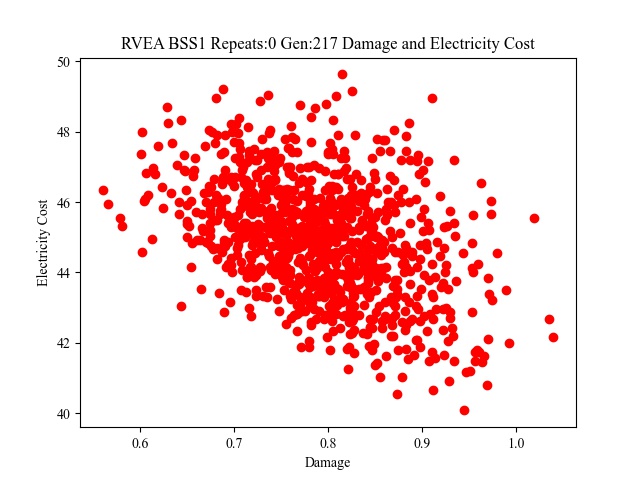 RVEA BSS1 Repeats:0 Gen:217 Damage and Electricity Cost
50
48
46
44
42
40
Electricity Cost
0.6 0.7 0.8 0.9 1.0
Damage